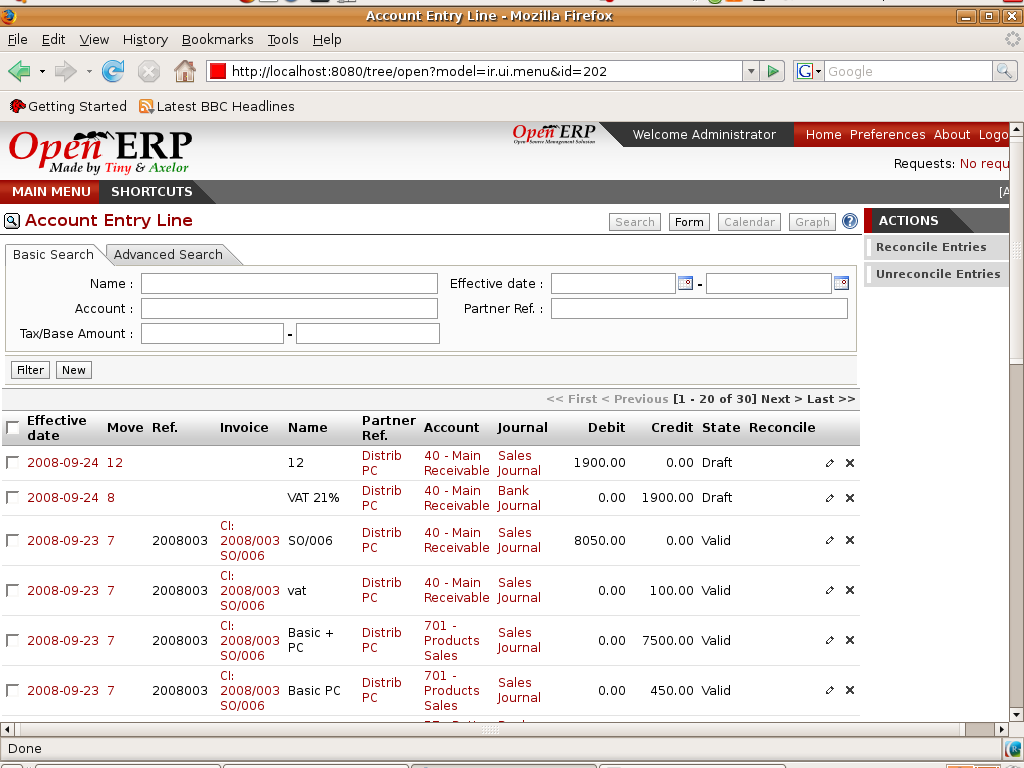 Account Entry Line - Mozilla Firefox
File Edit View History Bookmarks Tools Help
http://localhost:8080/tree/open?model=ir.ui.menu&id=202
G Google
Getting Started Latest BBC Headlines
Open ERP
Made by Tiny & Axelor
Open ERP
Open Source Management Solution
Welcome Administrator Home Preferences About Logo
Requests: No requ
MAIN MENU SHORTCUTS [A
Account Entry Line Search Form Calendar Graph ? ACTIONS
Reconcile Entries
Unreconcile Entries
Basic Search Advanced Search
Name : Effective date : -
Account : Partner Ref. :
Tax/Base Amount : -
Filter New
<< First < Previous [1 - 20 of 30] Next > Last >>
Effective date Move Ref. Invoice Name Partner Ref. Account Journal Debit Credit State Reconcile
2008-09-24 12 12 Distrib PC 40 - Main Receivable Sales Journal 1900.00 0.00 Draft
2008-09-24 8 VAT 21% Distrib PC 40 - Main Receivable Bank Journal 0.00 1900.00 Draft
2008-09-23 7 2008003 CI: 2008/003 SO/006 SO/006 Distrib PC 40 - Main Receivable Sales Journal 8050.00 0.00 Valid
2008-09-23 7 2008003 CI: 2008/003 SO/006 vat Distrib PC 40 - Main Receivable Sales Journal 0.00 100.00 Valid
2008-09-23 7 2008003 CI: 2008/003 SO/006 Basic + PC Distrib PC 701 - Products Sales Sales Journal 0.00 7500.00 Valid
2008-09-23 7 2008003 CI: 2008/003 SO/006 Basic PC Distrib PC 701 - Products Sales Sales Journal 0.00 450.00 Valid
Done